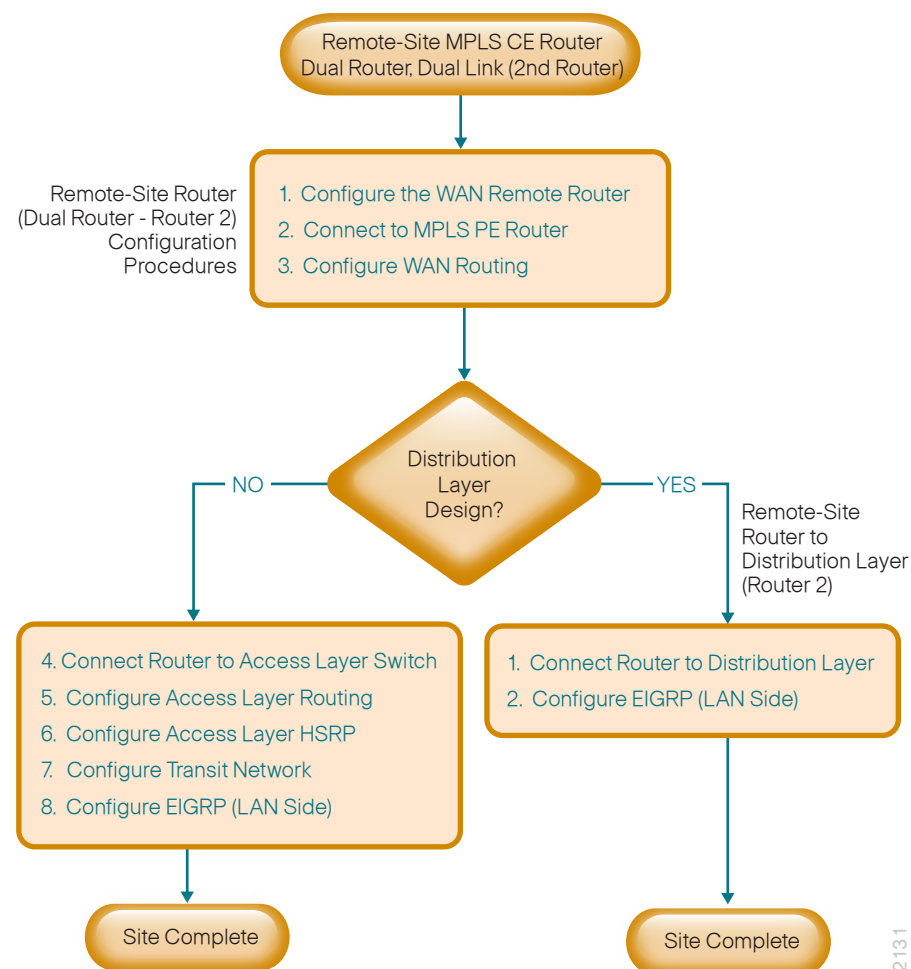 Remote-Site MPLS CE Router
Dual Router, Dual Link (2nd Router)
Remote-Site Router
(Dual Router - Router 2)
Configuration
Procedures
1. Configure the WAN Remote Router
2. Connect to MPLS PE Router
3. Configure WAN Routing
Distribution
Layer
Design?
NO
YES
Remote-Site
Router to
Distribution Layer
(Router 2)
4. Connect Router to Access Layer Switch
5. Configure Access Layer Routing
6. Configure Access Layer HSRP
7. Configure Transit Network
8. Configure EIGRP (LAN Side)
1. Connect Router to Distribution Layer
2. Configure EIGRP (LAN Side)
Site Complete
Site Complete
2131